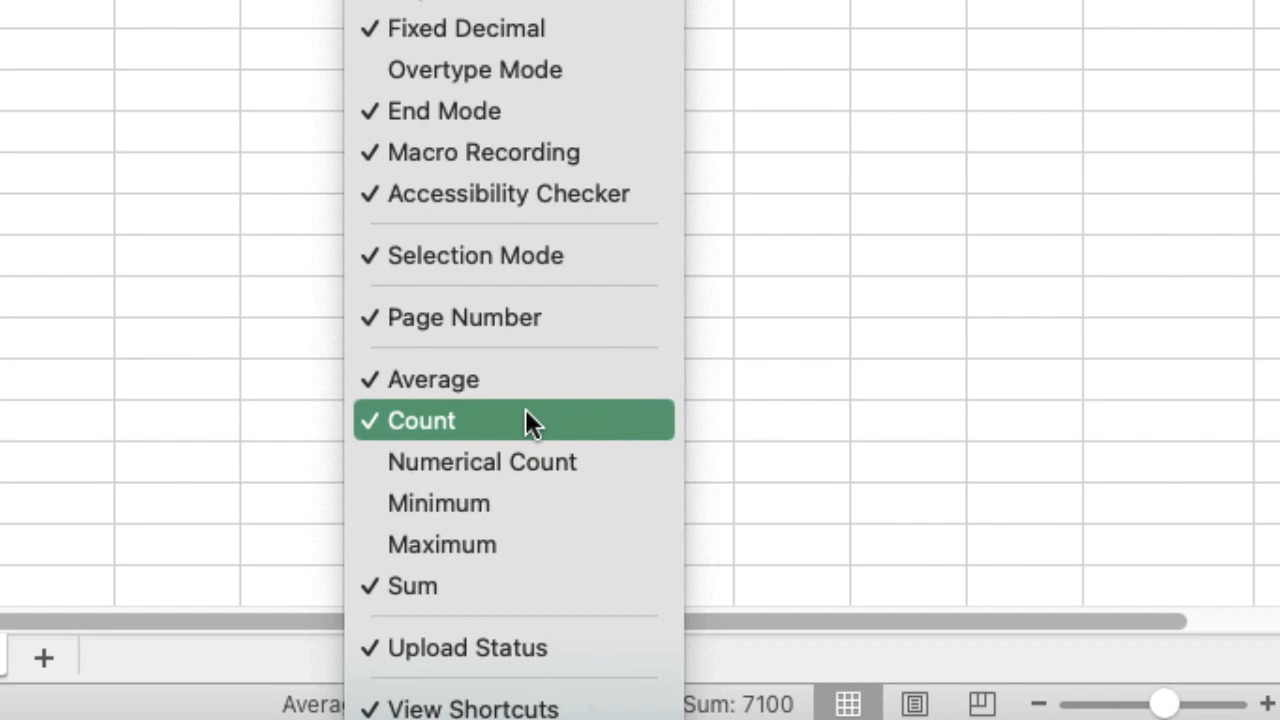 Fixed Decimal
Overtype Mode
End Mode
Macro Recording
Accessibility Checker
Selection Mode
Page Number
Average
Count
Numerical Count
Minimum
Maximum
Sum
Upload Status
View Shortcuts
Sum: 7100